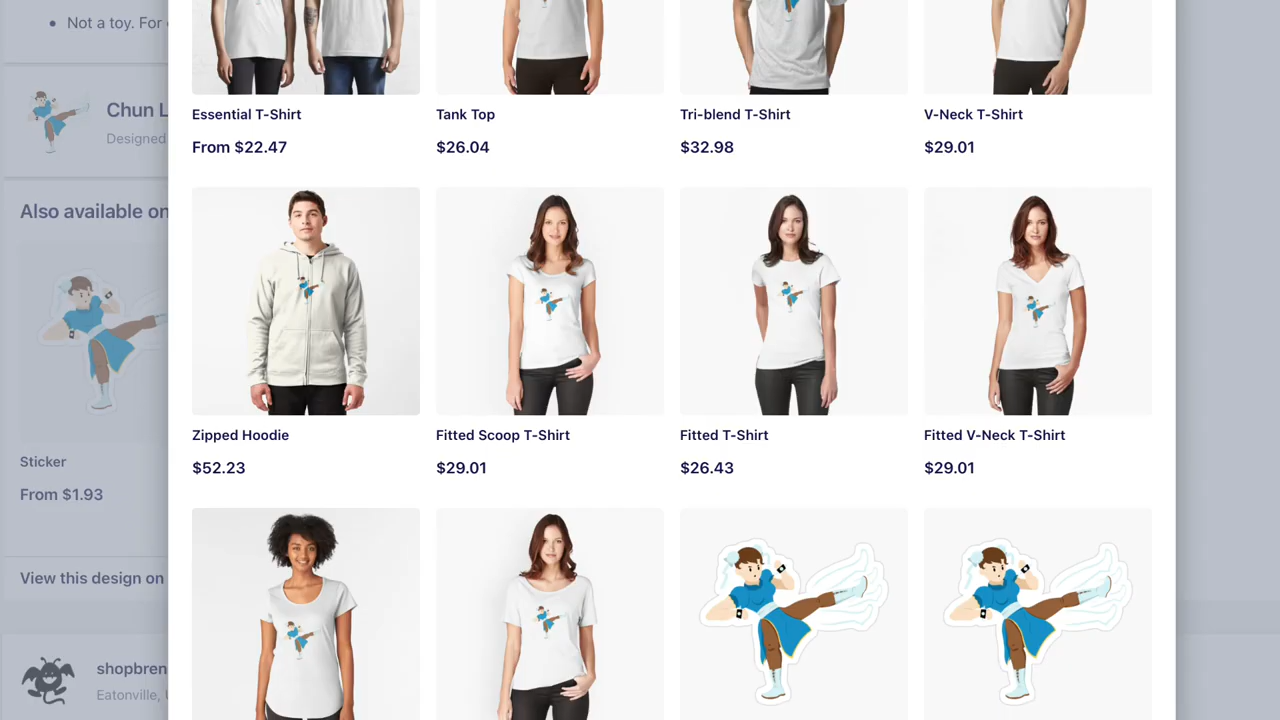 Not a toy. For
Chun L
Designed
Also available on
Sticker
From $1.93
View this design on
shopbren
Eatonville,
Essential T-Shirt
From $22.47
Tank Top
$26.04
Tri-blend T-Shirt
$32.98
V-Neck T-Shirt
$29.01
Zipped Hoodie
$52.23
Fitted Scoop T-Shirt
$29.01
Fitted T-Shirt
$26.43
Fitted V-Neck T-Shirt
$29.01